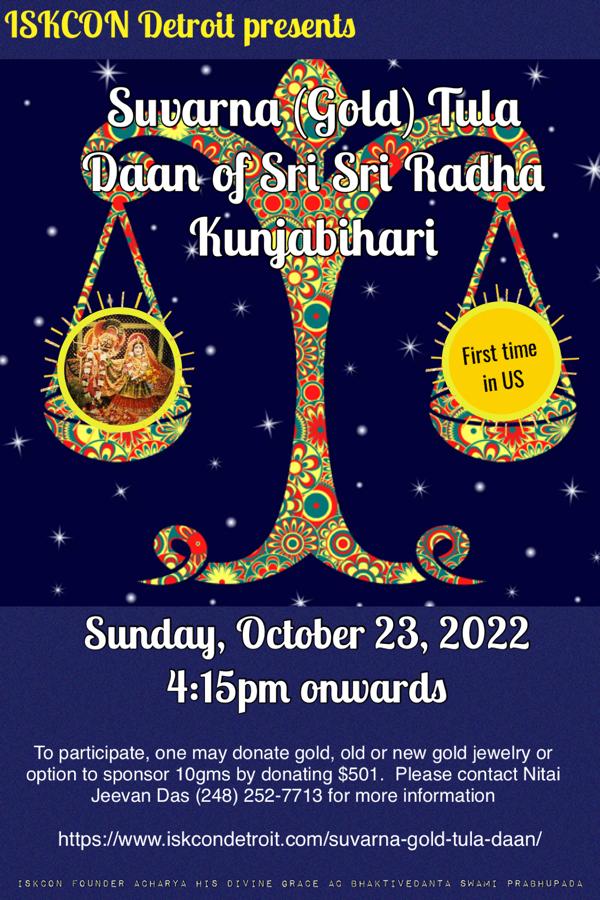 ISKCON Detroit presents
Suvarna (Gold) Tula
Daan of Sri Sri Radha
Kunjabihari
First time
in US
Sunday, October 23, 2022
4:15pm onwards
To participate, one may donate gold, old or new gold jewelry or
option to sponsor 10gms by donating $501.  Please contact Nitai
Jeevan Das (248) 252-7713 for more information
https://www.iskcondetroit.com/suvarna-gold-tula-daan/
ISKCON FOUNDER ACHARYA HIS DIVINE GRACE AC BHAKTIVEDANTA SWAMI PRABHUPADA